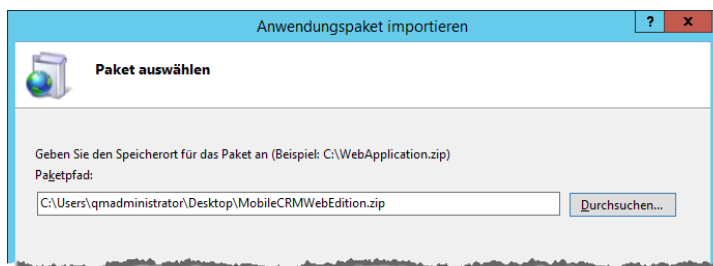 Anwendungspaket importieren
? x
Paket auswählen
Geben Sie den Speicherort für das Paket an (Beispiel: C:\WebApplication.zip)
Paketpfad:
C:\Users\qmadministrator\Desktop\MobileCRMWebEdition.zip
Durchsuchen...